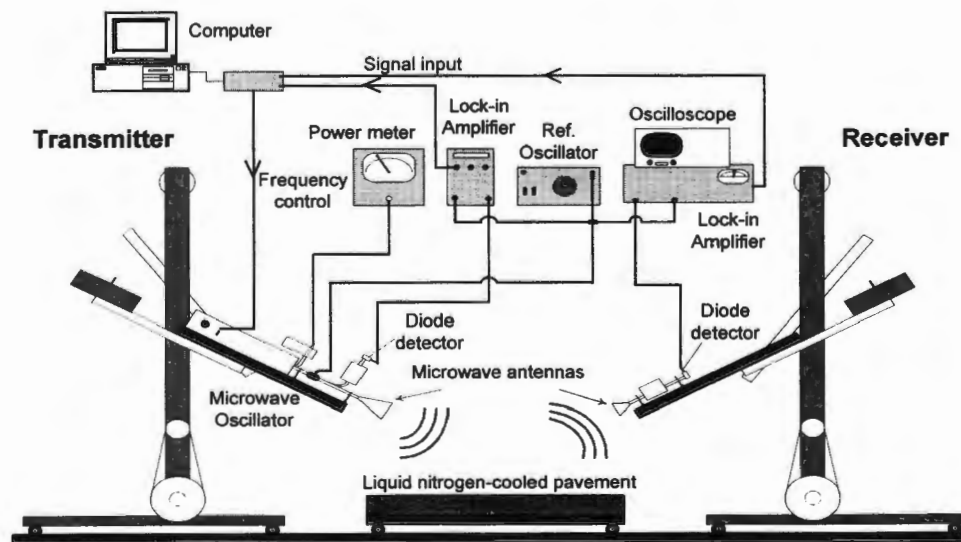 Computer
Signal input
Transmitter
Power meter
Lock-in
Amplifier
Ref.
Oscillator
Oscilloscope
Receiver
Frequency
control
Lock-in
Amplifier
Diode
detector
Diode
detector
Microwave antennas
Microwave
Oscillator
Liquid nitrogen-cooled pavement